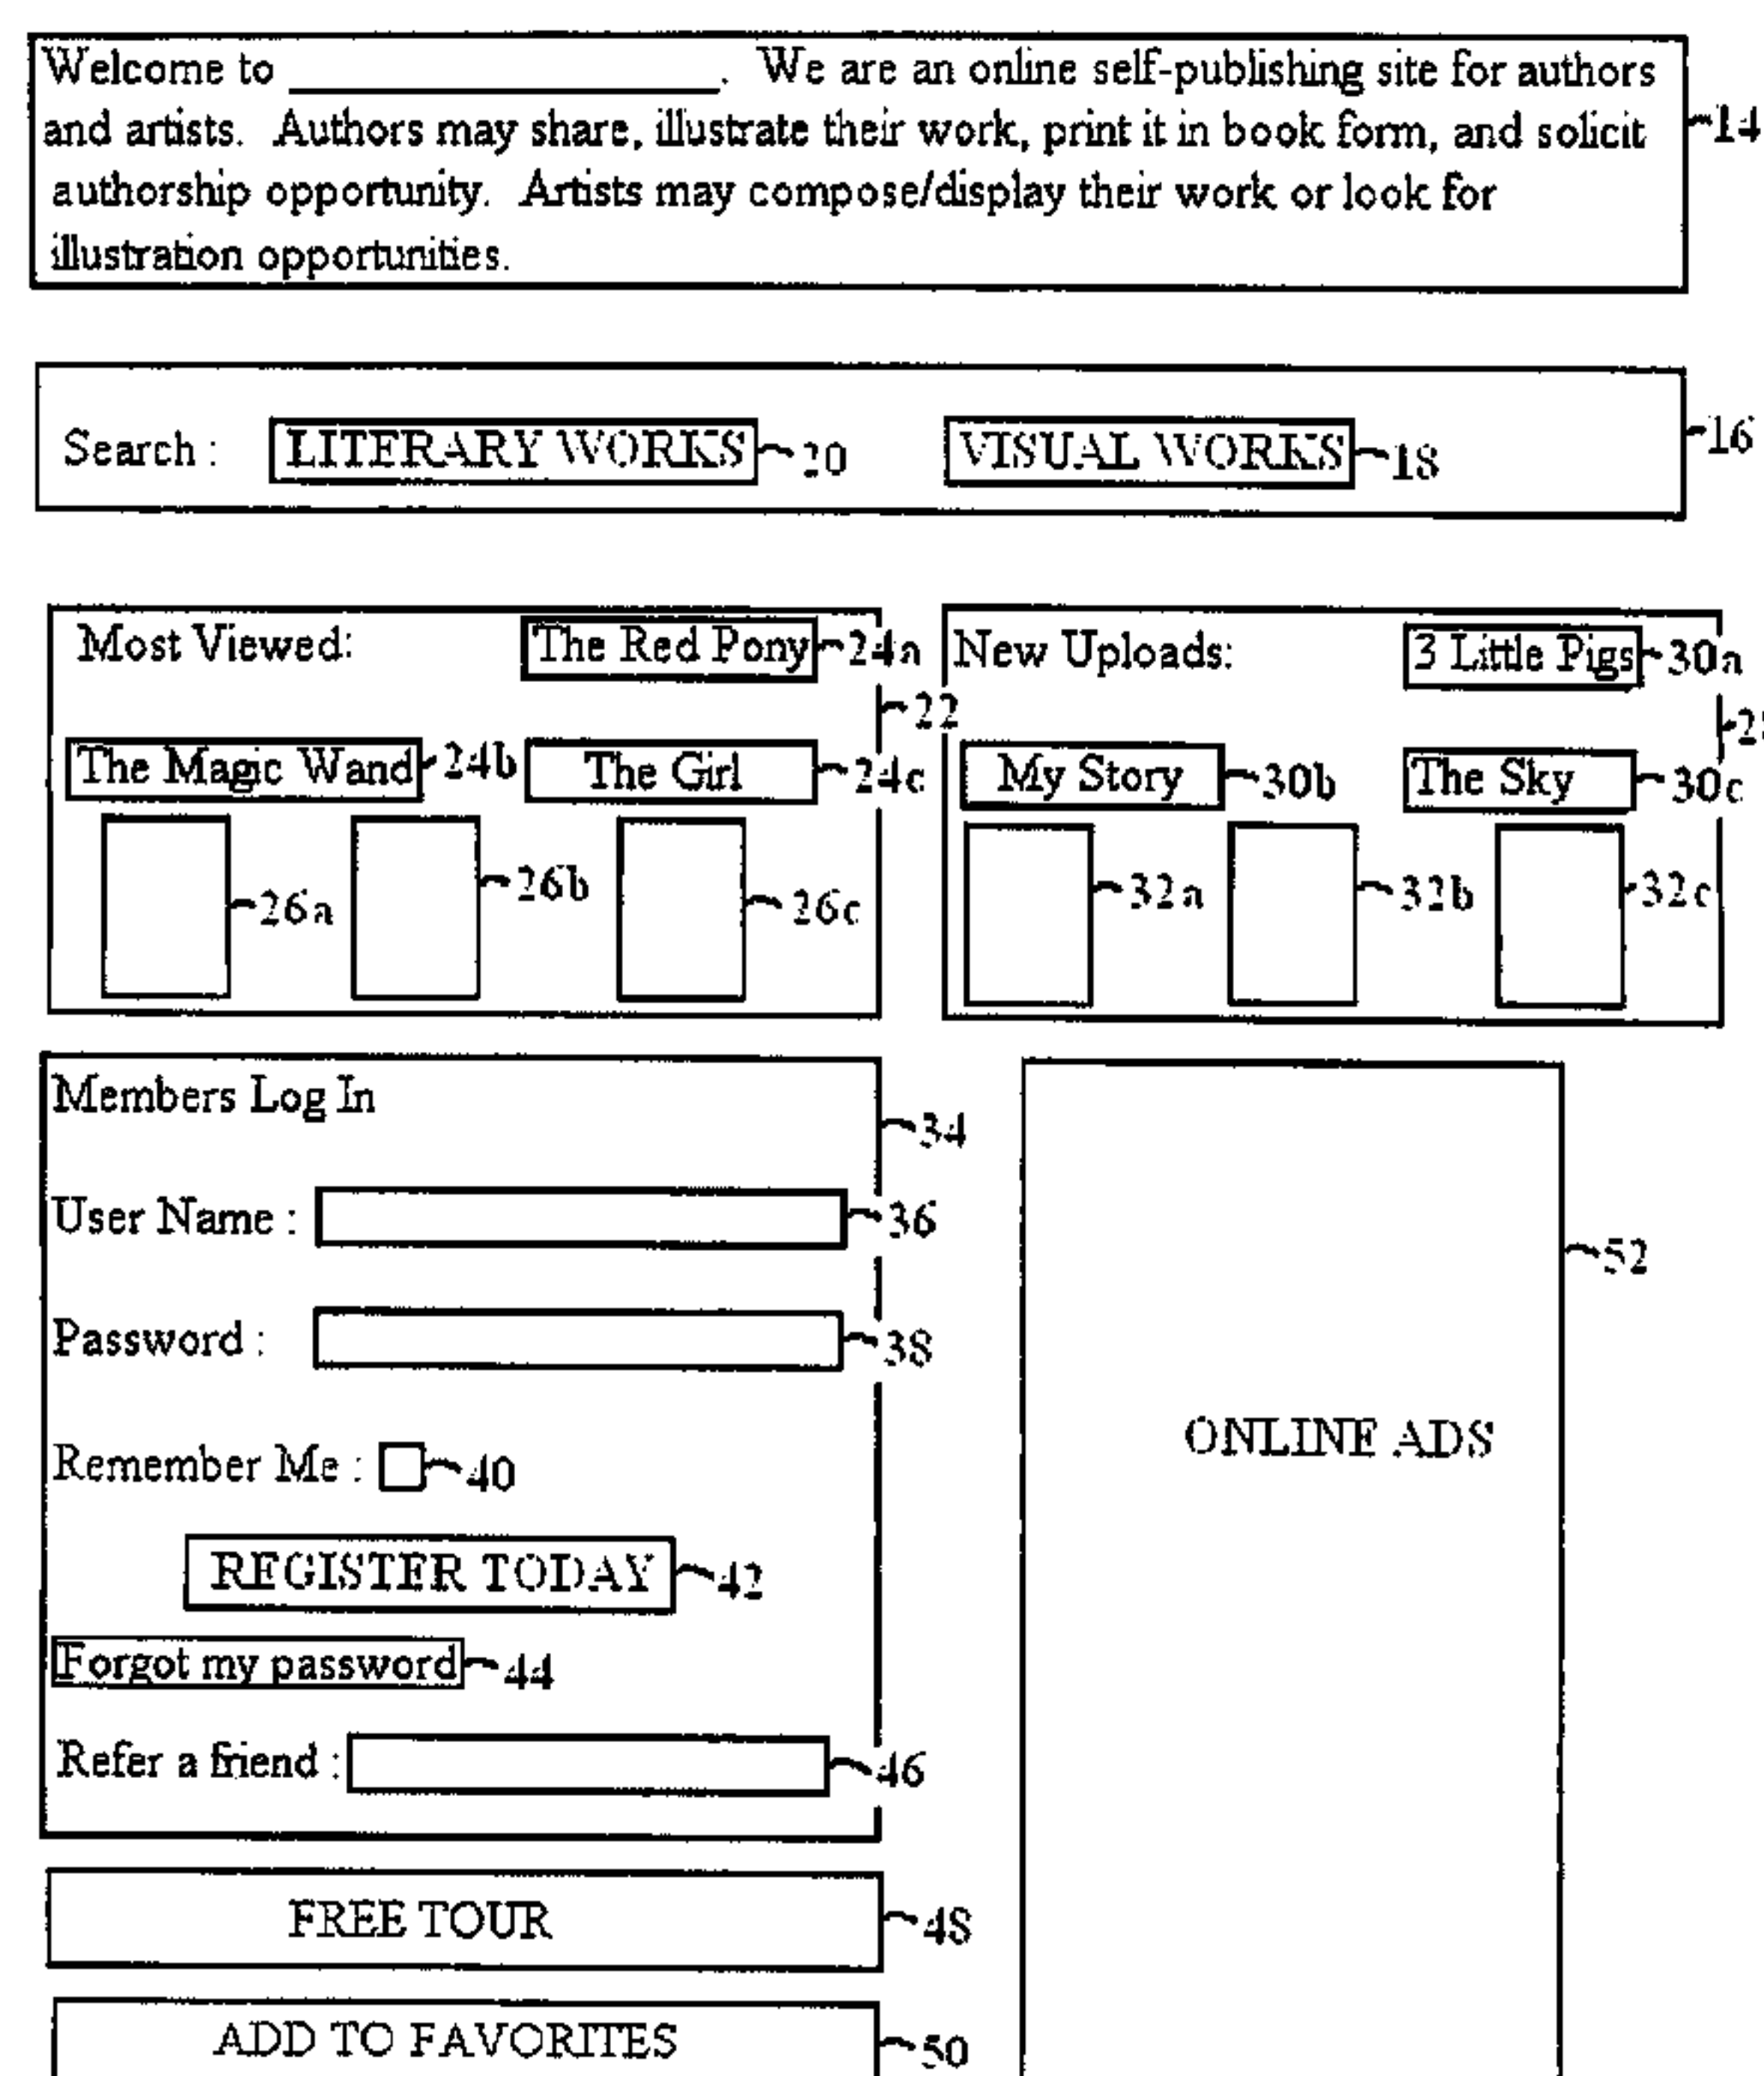 Welcome to ____________________. We are an online self-publishing site for authors
and artists. Authors may share, illustrate their work, print it in book form, and solicit
authorship opportunity. Artists may compose/display their work or look for
illustration opportunities.
14
Search : LITERARY WORKS 20 VISUAL WORKS 18
16
Most Viewed: The Red Pony 24a
22
The Magic Wand 24b The Girl 24c
26a 26b 26c
New Uploads: 3 Little Pigs 30a
My Story 30b The Sky 30c
32a 32b 32c
Members Log In
34
User Name : 36
Password : 38
Remember Me : 40
REGISTER TODAY 42
Forgot my password 44
Refer a friend : 46
FREE TOUR 48
ADD TO FAVORITES 50
ONLINE ADS
52